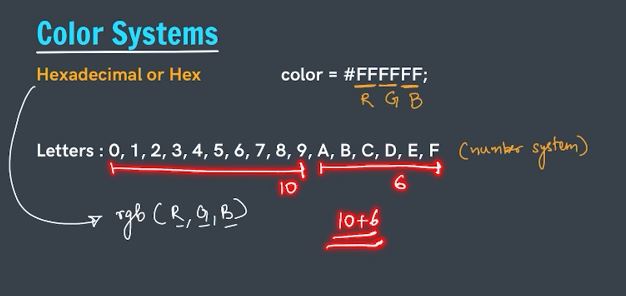 Color Systems
Hexadecimal or Hex
color = #FFFFFF;
R G B
Letters : 0, 1, 2, 3, 4, 5, 6, 7, 8, 9, A, B, C, D, E, F (number system)
10 6
rgb (R, G, B)
10+6